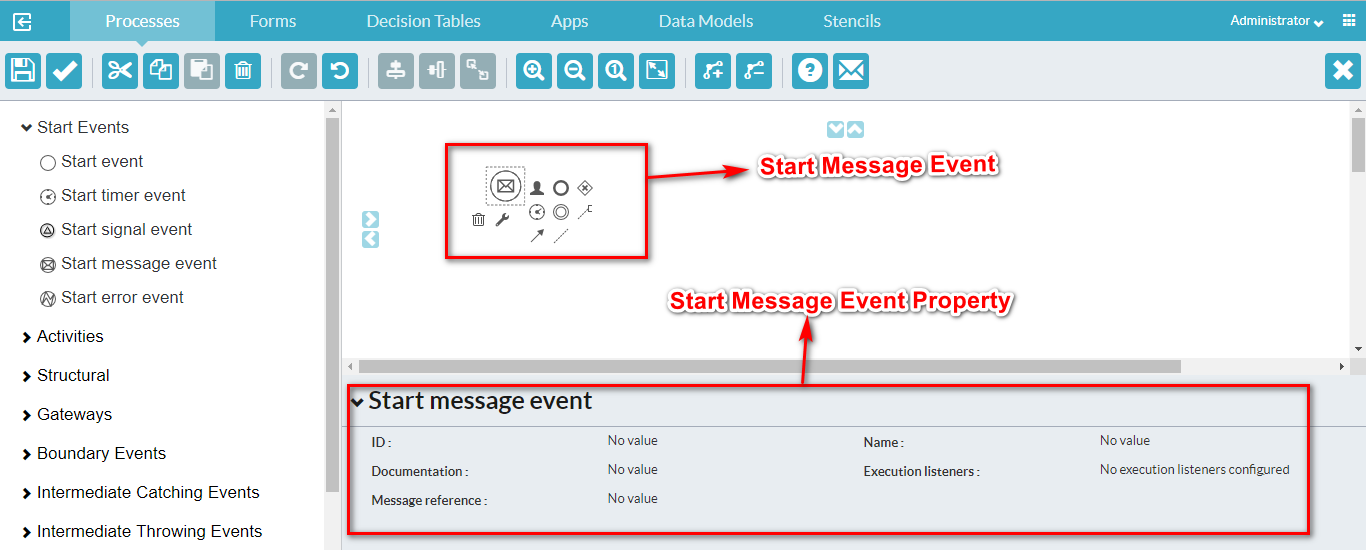 Processes Forms Decision Tables Apps Data Models Stencils Administrator
1
?
Start Events
Start event
Start timer event
Start signal event
Start message event
Start error event
Activities
Structural
Gateways
Boundary Events
Intermediate Catching Events
Intermediate Throwing Events
Start Message Event
Start Message Event Property
Start message event
ID : No value Name : No value
Documentation : No value Execution listeners : No execution listeners configured
Message reference : No value